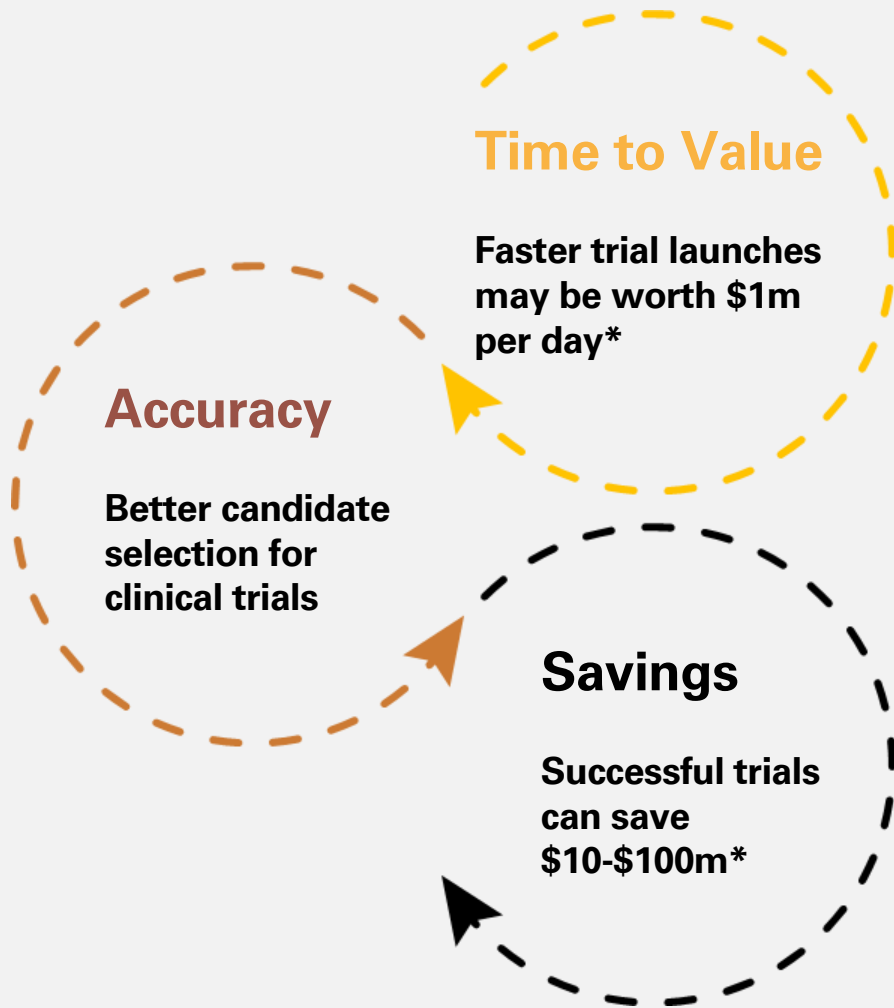 Time to Value
Faster trial launches
may be worth $1m
per day*
Accuracy
Better candidate
selection for
clinical trials
Savings
Successful trials
can save
$10-$100m*